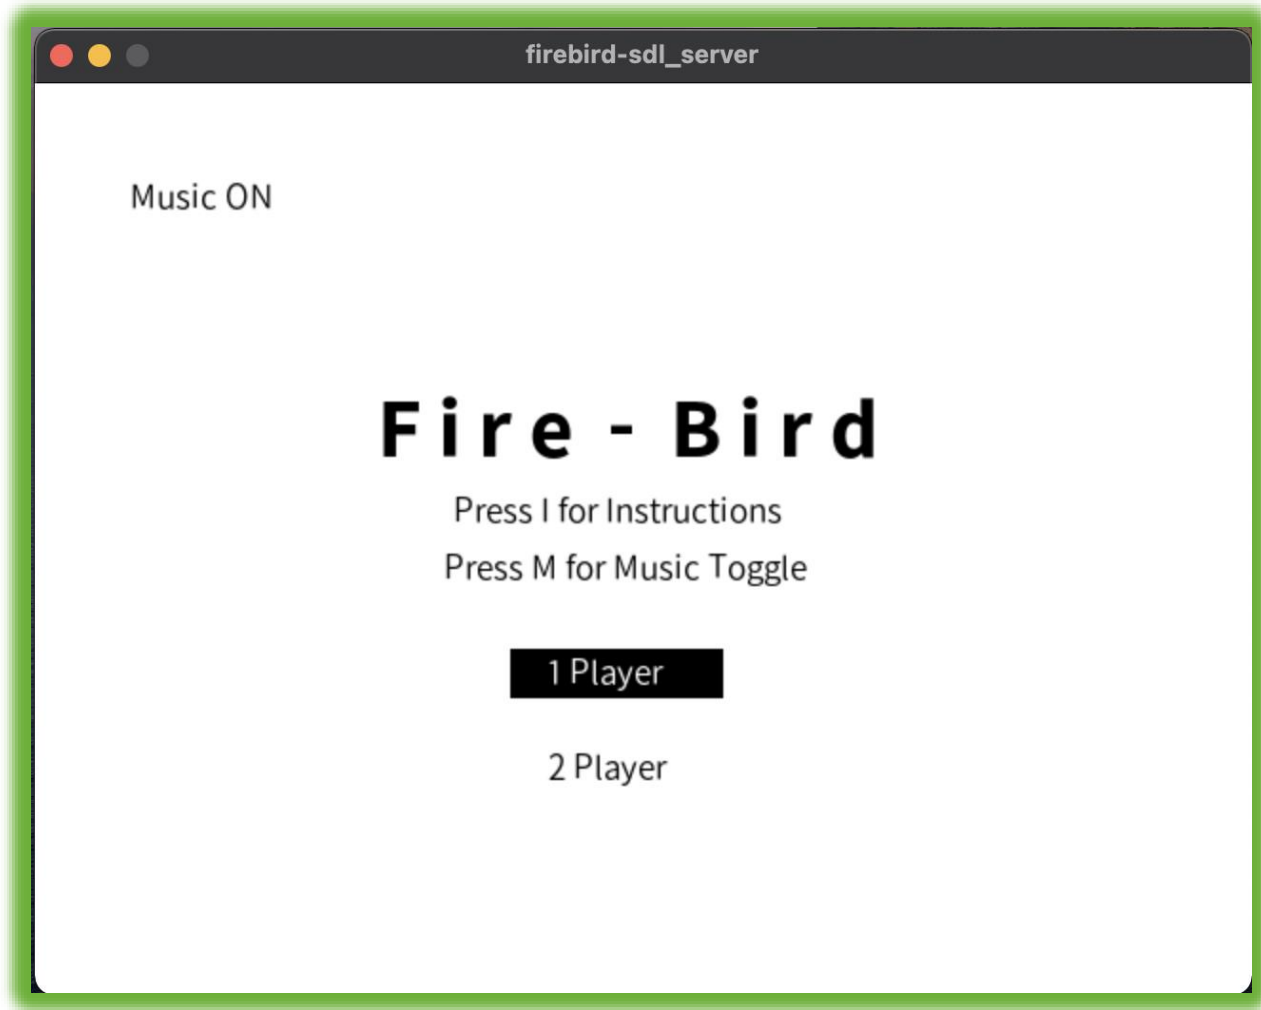 firebird-sdl_server
Music ON
Fire - Bird
Press I for Instructions
Press M for Music Toggle
1 Player
2 Player